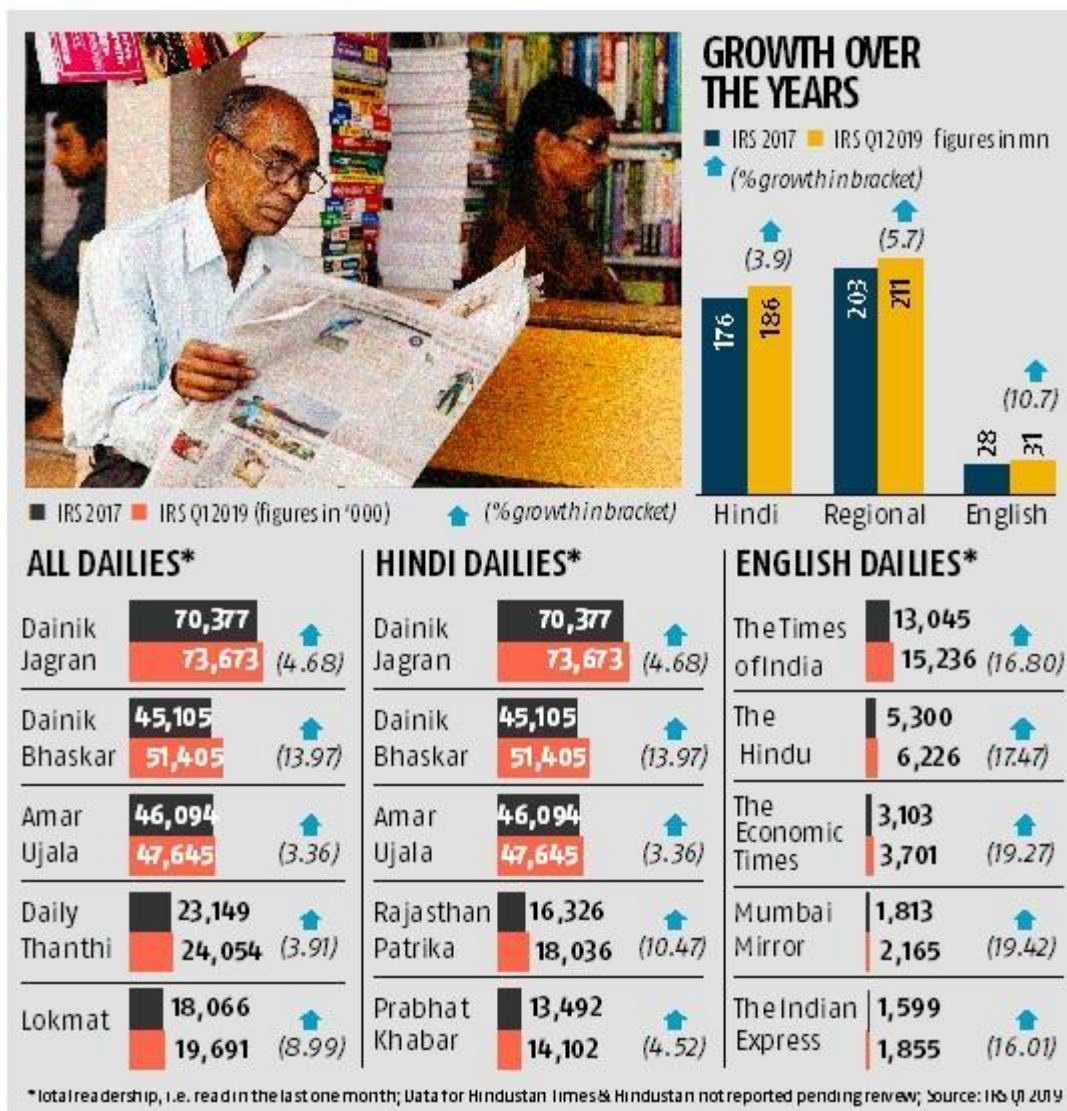 GROWTH OVER
THE YEARS
IRS 2017 IRS Q1 2019 figures in mn
(% growth in bracket)
(3.9)
(5.7)
(10.7)
176
186
203
211
28
31
Hindi Regional English
IRS 2017 IRS Q1 2019 (figures in '000) (% growth in bracket)
ALL DAILIES*
Dainik
Jagran
70,377
73,673 (4.68)
Dainik
Bhaskar
45,105
51,405 (13.97)
Amar
Ujala
46,094
47,645 (3.36)
Daily
Thanthi
23,149
24,054 (3.91)
Lokmat
18,066
19,691 (8.99)
HINDI DAILIES*
Dainik
Jagran
70,377
73,673 (4.68)
Dainik
Bhaskar
45,105
51,405 (13.97)
Amar
Ujala
46,094
47,645 (3.36)
Rajasthan
Patrika
16,326
18,036 (10.47)
Prabhat
Khabar
13,492
14,102 (4.52)
ENGLISH DAILIES*
The Times
of India
13,045
15,236 (16.80)
The
Hindu
5,300
6,226 (17.47)
The
Economic
Times
3,103
3,701 (19.27)
Mumbai
Mirror
1,813
2,165 (19.42)
The Indian
Express
1,599
1,855 (16.01)
*Total readership, i.e. read in the last one month; Data for Hindustan Times & Hindustan not reported pending reivew; Source: IRS Q1 2019